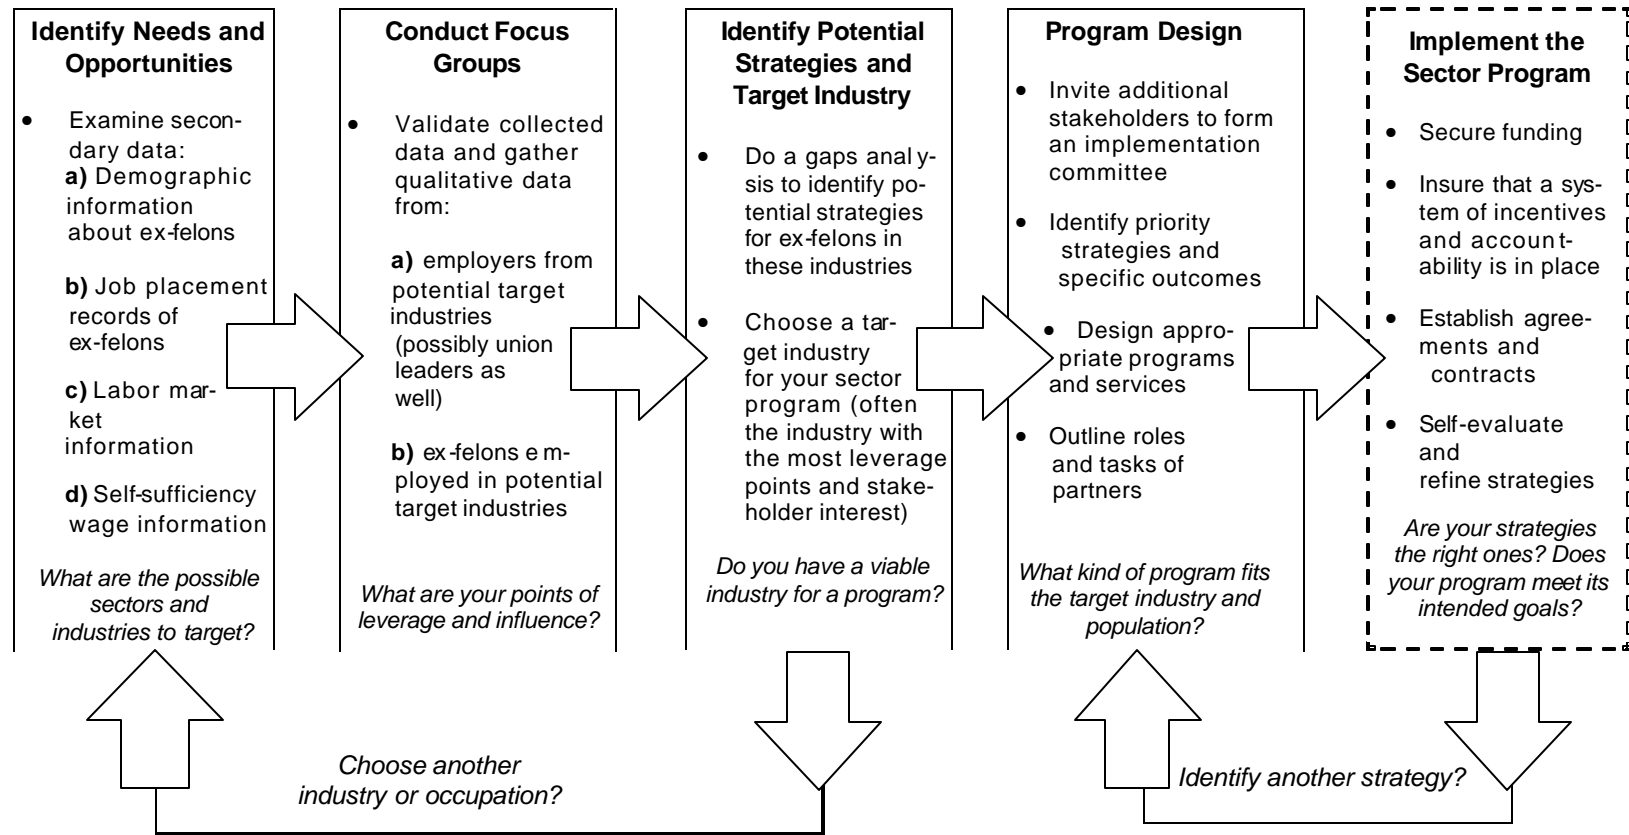 Identify Needs and
Opportunities
• Examine secon-
dary data:
a) Demographic
information
about ex-felons
b) Job placement
records of
ex-felons
c) Labor mar-
ket
information
d) Self-sufficiency
wage information
What are the possible
sectors and
industries to target?
Conduct Focus
Groups
• Validate collected
data and gather
qualitative data
from:
a) employers from
potential target
industries
(possibly union
leaders as
well)
b) ex-felons em-
ployed in potential
target industries
What are your points of
leverage and influence?
Identify Potential
Strategies and
Target Industry
• Do a gaps analy-
sis to identify po-
tential strategies
for ex-felons in
these industries
• Choose a tar-
get industry
for your sector
program (often
the industry with
the most leverage
points and stake-
holder interest)
Do you have a viable
industry for a program?
Program Design
• Invite additional
stakeholders to form
an implementation
committee
• Identify priority
strategies and
specific outcomes
• Design appro-
priate programs
and services
• Outline roles
and tasks of
partners
What kind of program fits
the target industry and
population?
Implement the
Sector Program
• Secure funding
• Insure that a sys-
tem of incentives
and account-
ability is in place
• Establish agree-
ments and
contracts
• Self-evaluate
and
refine strategies
Are your strategies
the right ones? Does
your program meet its
intended goals?
Choose another
industry or occupation?
Identify another strategy?